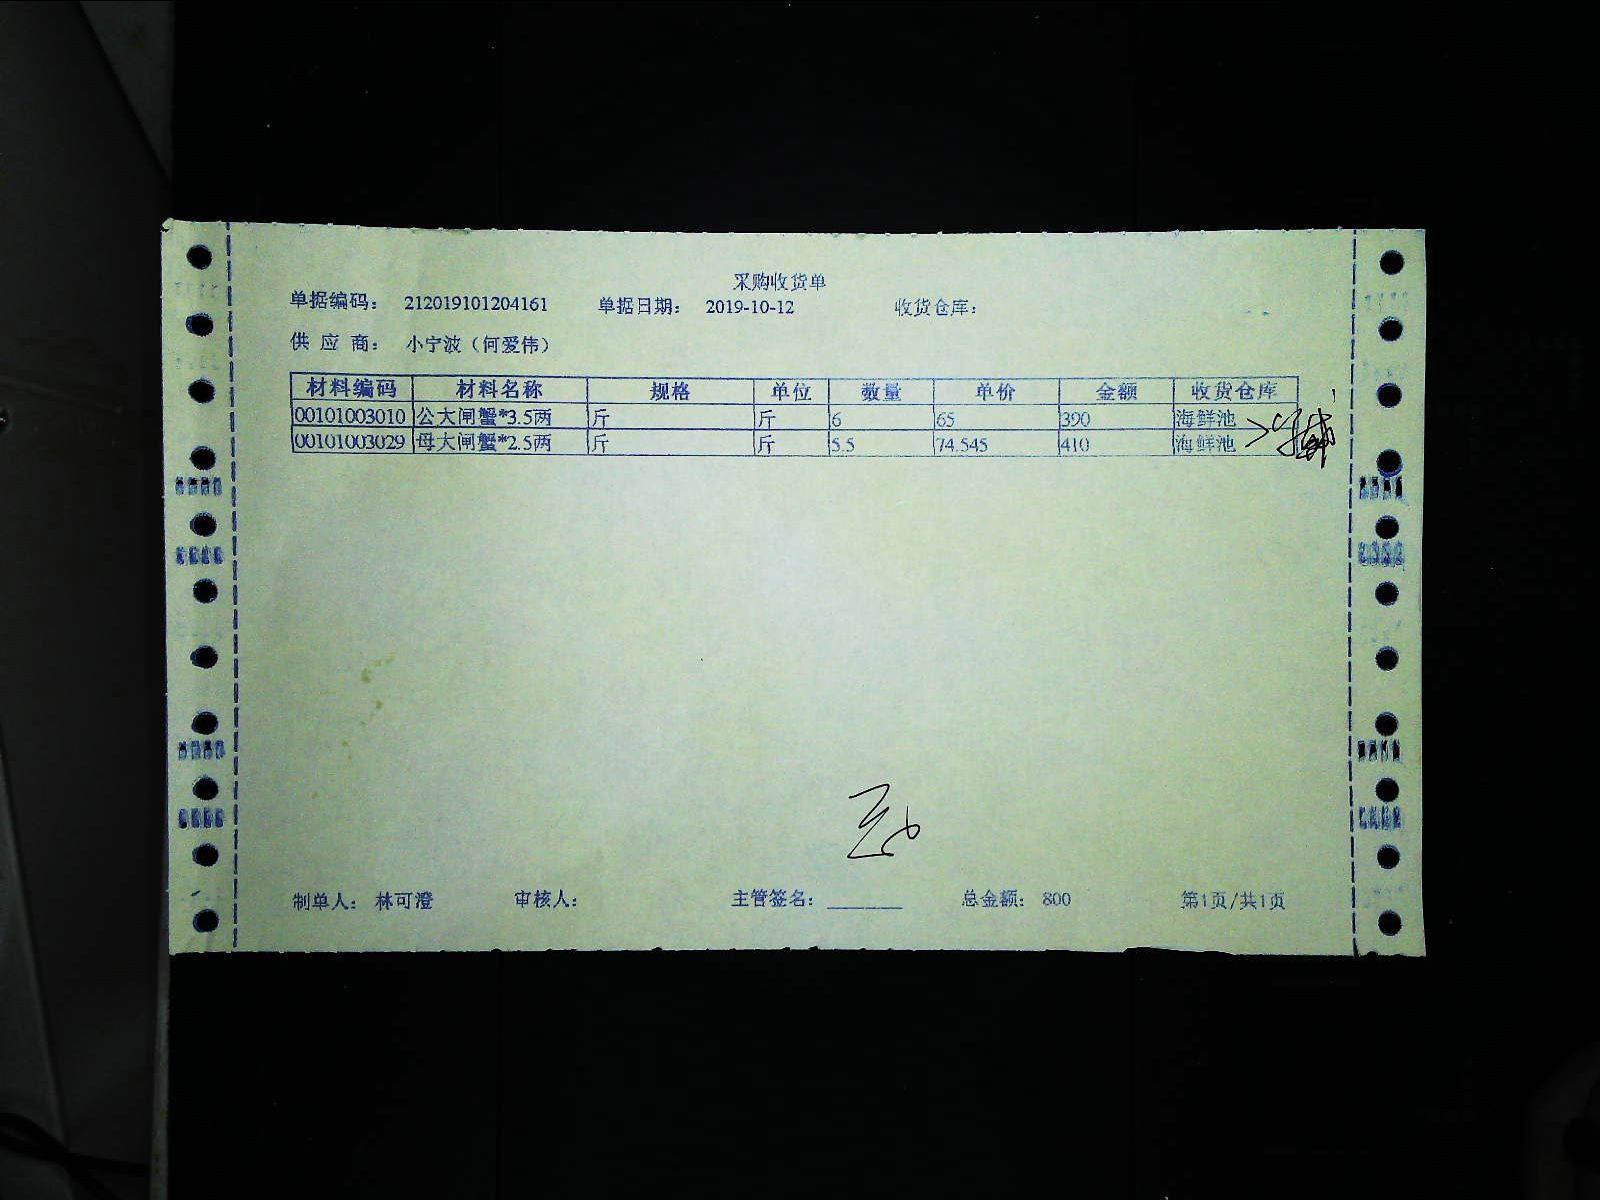 采购收货单
单据编码： 212019101204161 单据日期： 2019-10-12 收货仓库：
供 应 商： 小宁波（何爱伟）
材料编码 材料名称 规格 单位 数量 单价 金额 收货仓库
00101003010 公大闸蟹*3.5两 斤 斤 6 65 390 海鲜池
00101003029 母大闸蟹*2.5两 斤 斤 5.5 74.545 410 海鲜池
制单人： 林可澄 审核人： 主管签名： 总金额： 800 第1页/共1页